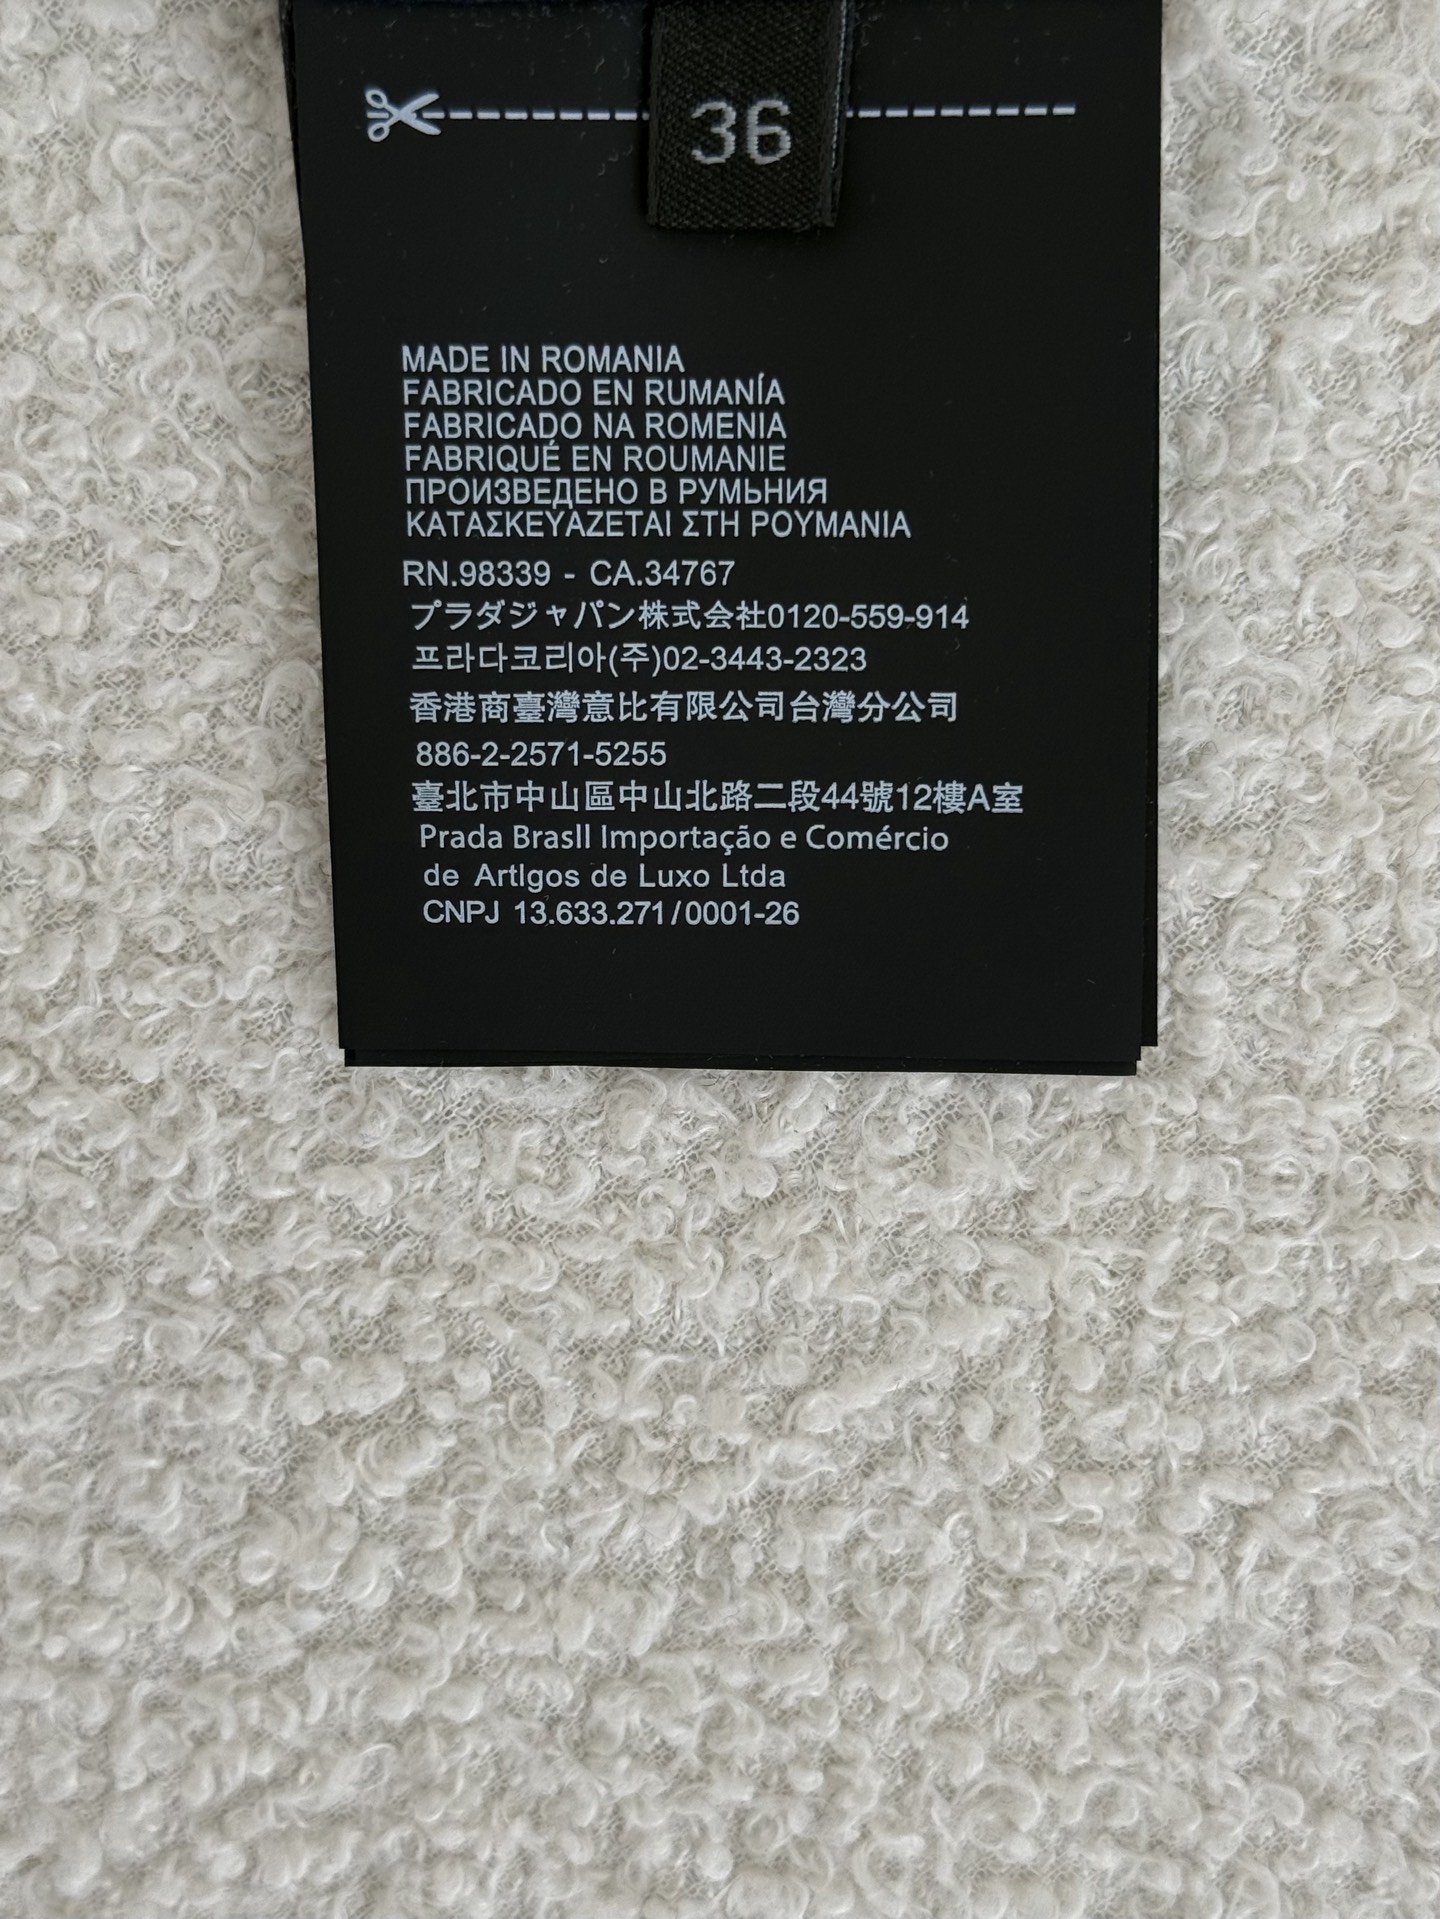 36
MADE IN ROMANIA
FABRICADO EN RUMANÍA
FABRICADO NA ROMENIA
FABRIQUÉ EN ROUMANIE
ПРОИЗВЕДЕНО В РУМЬНИЯ
ΚΑΤΑΣΚΕΥΑΖΕΤΑΙ ΣΤΗ ΡΟΥΜΑΝΙΑ
RN.98339 - CA.34767
プラダジャパン株式会社0120-559-914
프라다코리아(주)02-3443-2323
香港商臺灣意比有限公司台灣分公司
886-2-2571-5255
臺北市中山區中山北路二段44號12樓A室
Prada Brasll Importação e Comércio
de Artlgos de Luxo Ltda
CNPJ 13.633.271/0001-26